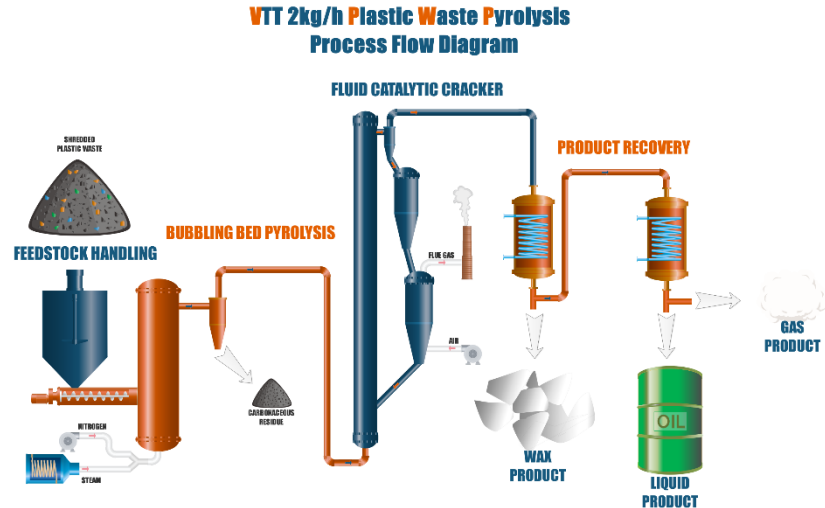 VTT 2kg/h Plastic Waste Pyrolysis
Process Flow Diagram
FLUID CATALYTIC CRACKER
SHREDDED
PLASTIC WASTE
PRODUCT RECOVERY
BUBBLING BED PYROLYSIS
FEEDSTOCK HANDLING
FLUE GAS
GAS
PRODUCT
AIR
CARBONACEOUS
RESIDUE
NITROGEN
STEAM
OIL
WAX
PRODUCT
LIQUID
PRODUCT